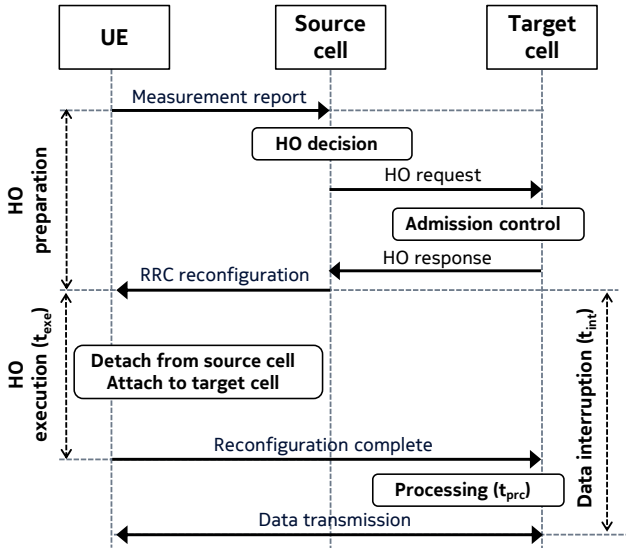 UE
Source
cell
Target
cell
Measurement report
HO decision
HO request
Admission control
HO response
RRC reconfiguration
HO
preparation
Detach from source cell
Attach to target cell
HO
execution (t_exe)
Data interruption (t_int)
Reconfiguration complete
Processing (t_prc)
Data transmission